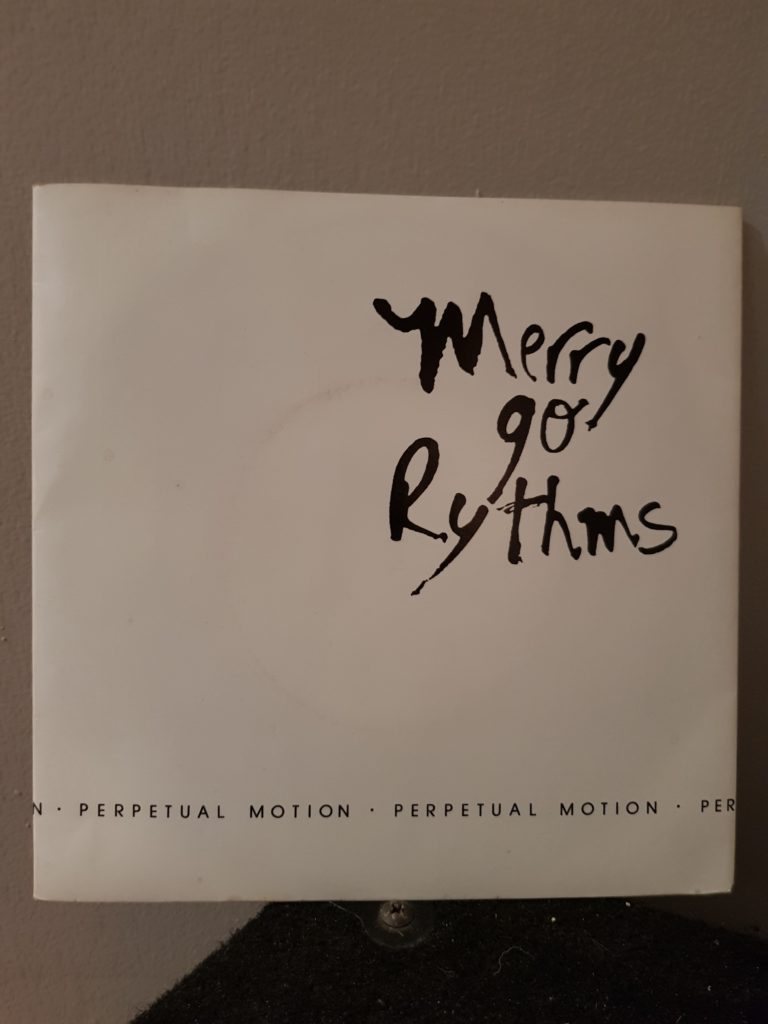 Merry
go
Rythms
N · PERPETUAL MOTION · PERPETUAL MOTION · PER